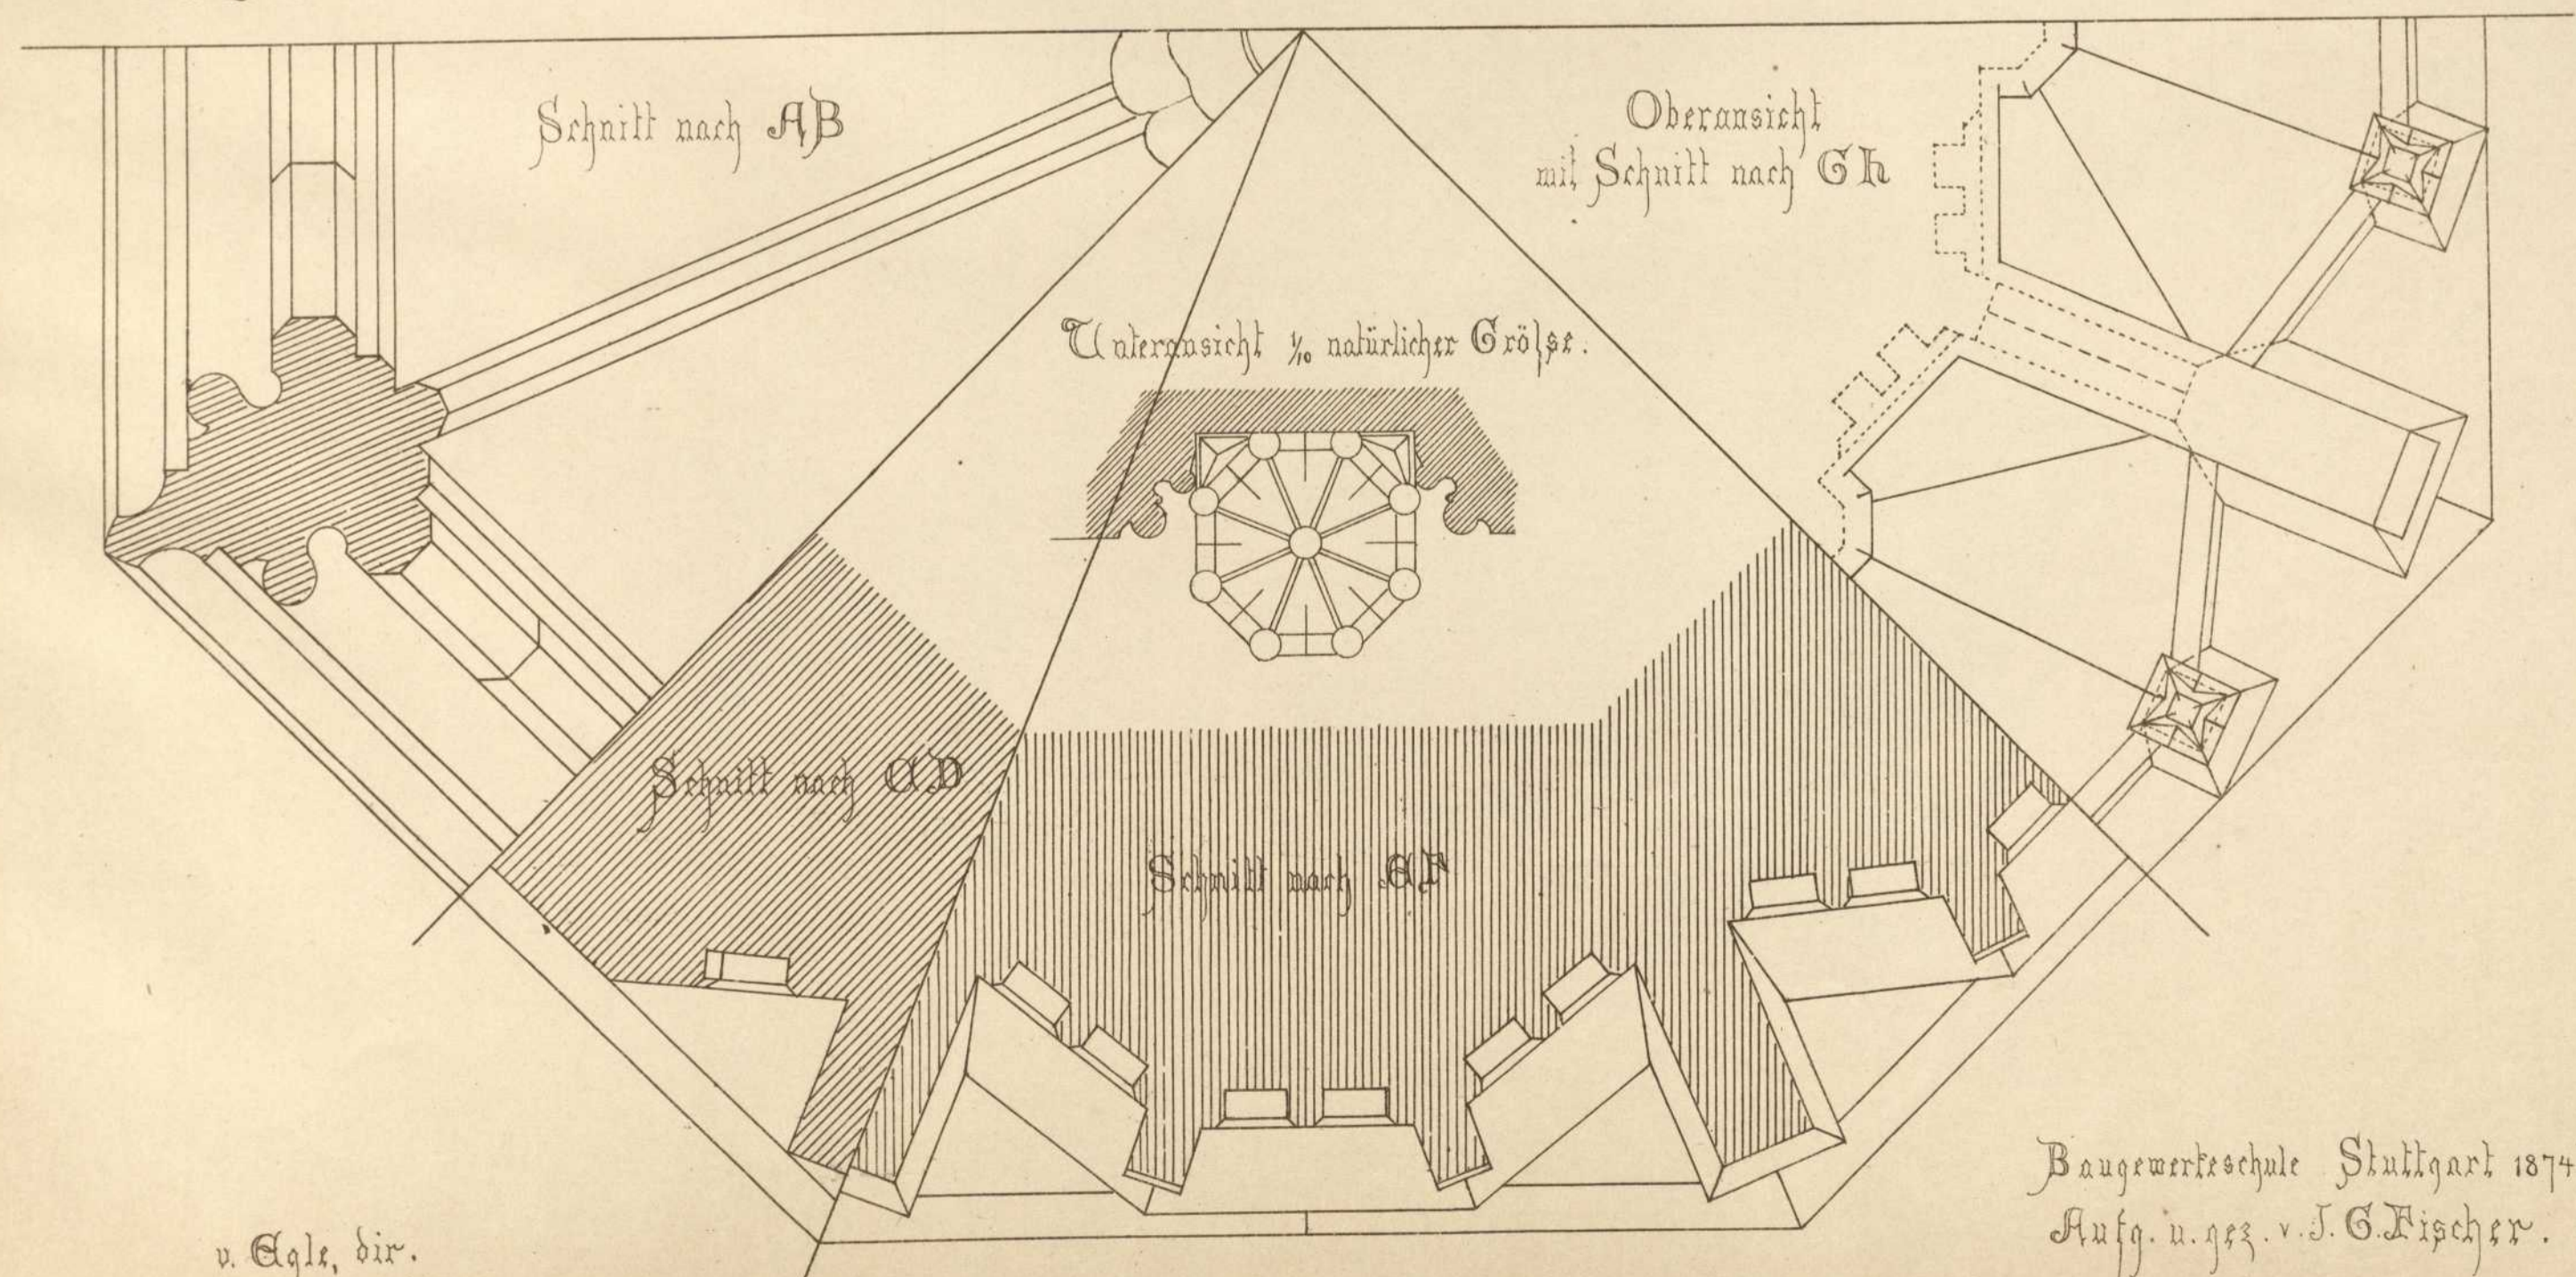 Schnitt nach AB
Oberansicht
mit Schnitt nach GH
Unteransicht 1/10 natürlicher Größe.
Schnitt nach CD
Schnitt nach EF
Baugewerkeschule Stuttgart 1874
Aufg. u. gez. v. J. G. Fischer.
v. Egle, dir.